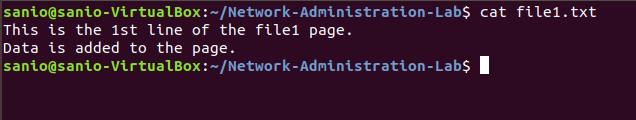 sanio@sanio-VirtualBox:~/Network-Administration-Lab$ cat file1.txt
This is the 1st line of the file1 page.
Data is added to the page.
sanio@sanio-VirtualBox:~/Network-Administration-Lab$